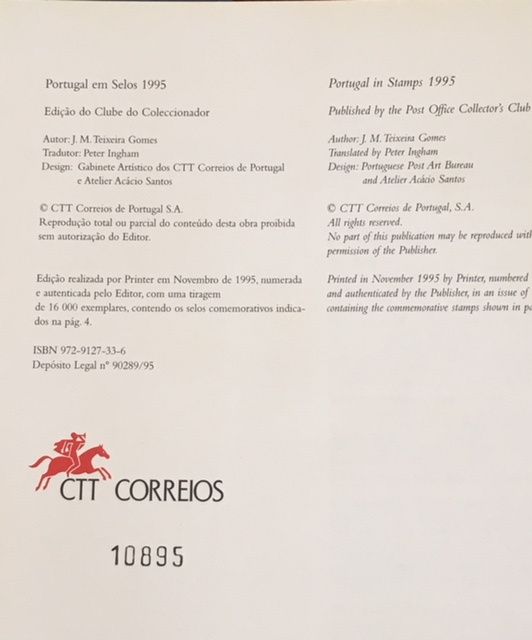 Portugal em Selos 1995
Edição do Clube do Coleccionador
Autor: J. M. Teixeira Gomes
Tradutor: Peter Ingham
Design: Gabinete Artístico dos CTT Correios de Portugal
e Atelier Acácio Santos
© CTT Correios de Portugal S.A.
Reprodução total ou parcial do conteúdo desta obra proibida
sem autorização do Editor.
Edição realizada por Printer em Novembro de 1995, numerada
e autenticada pelo Editor, com uma tiragem
de 16 000 exemplares, contendo os selos comemorativos indica-
dos na pág. 4.
ISBN 972-9127-33-6
Depósito Legal nº 90289/95
CTT CORREIOS
10895
Portugal in Stamps 1995
Published by the Post Office Collector's Club
Author: J. M. Teixeira Gomes
Translated by Peter Ingham
Design: Portuguese Post Art Bureau
and Atelier Acácio Santos
© CTT Correios de Portugal, S.A.
All rights reserved.
No part of this publication may be reproduced
permission of the Publisher.
Printed in November 1995 by Printer, numbered
and authenticated by the Publisher, in an issue of
containing the commemorative stamps shown in